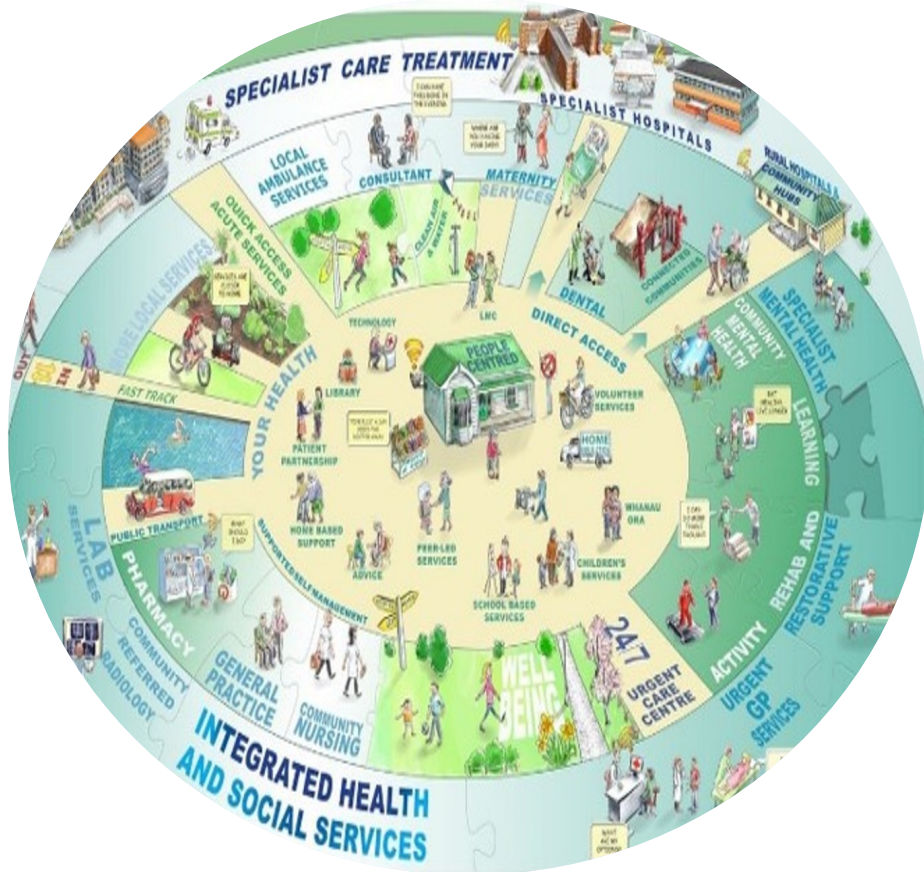 SPECIALIST CARE TREATMENT
SPECIALIST HOSPITALS
RURAL HOSPITALS &
COMMUNITY
HUBS
LOCAL
AMBULANCE
SERVICES
CONSULTANT
MATERNITY
SERVICES
QUICK ACCESS
ACUTE SERVICES
CLEAN AIR
& WATER
DENTAL
CONNECTED
COMMUNITIES
MORE LOCAL SERVICES
SPECIALIST
MENTAL HEALTH
COMMUNITY
MENTAL
HEALTH
LMC
DIRECT ACCESS
TECHNOLOGY
PEOPLE
CENTRED
FAST TRACK
YOUR HEALTH
LIBRARY
VOLUNTEER
SERVICES
HOME
PATIENT
PARTNERSHIP
LEARNING
WHANAU
ORA
PUBLIC TRANSPORT
HOME BASED
SUPPORT
PEER-LED
SERVICES
ADVICE
CHILDREN'S
SERVICES
SCHOOL BASED
SERVICES
SUPPORTED SELF MANAGEMENT
LAB
SERVICES
PHARMACY
REHAB AND
RESTORATIVE
SUPPORT
ACTIVITY
24/7
URGENT
CARE
CENTRE
URGENT
GP
SERVICES
COMMUNITY
REFERRED
RADIOLOGY
GENERAL
PRACTICE
COMMUNITY
NURSING
WELL
BEING
INTEGRATED HEALTH
AND SOCIAL SERVICES